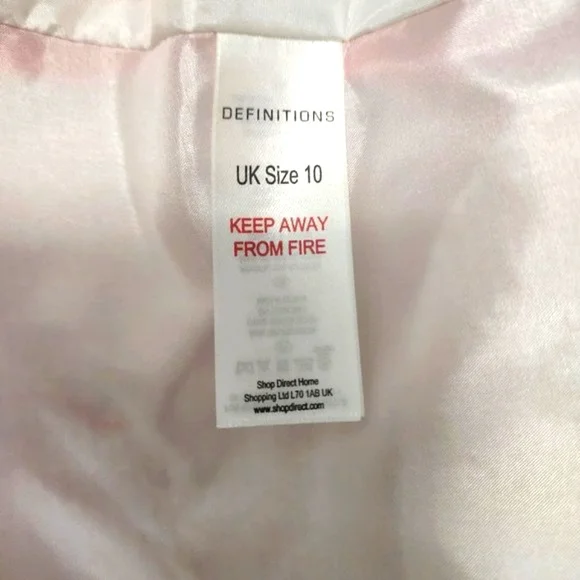 DEFINITIONS
UK Size 10
KEEP AWAY
FROM FIRE
Shop Direct Home
Shopping Ltd L70 1AB UK
www.shopdirect.com